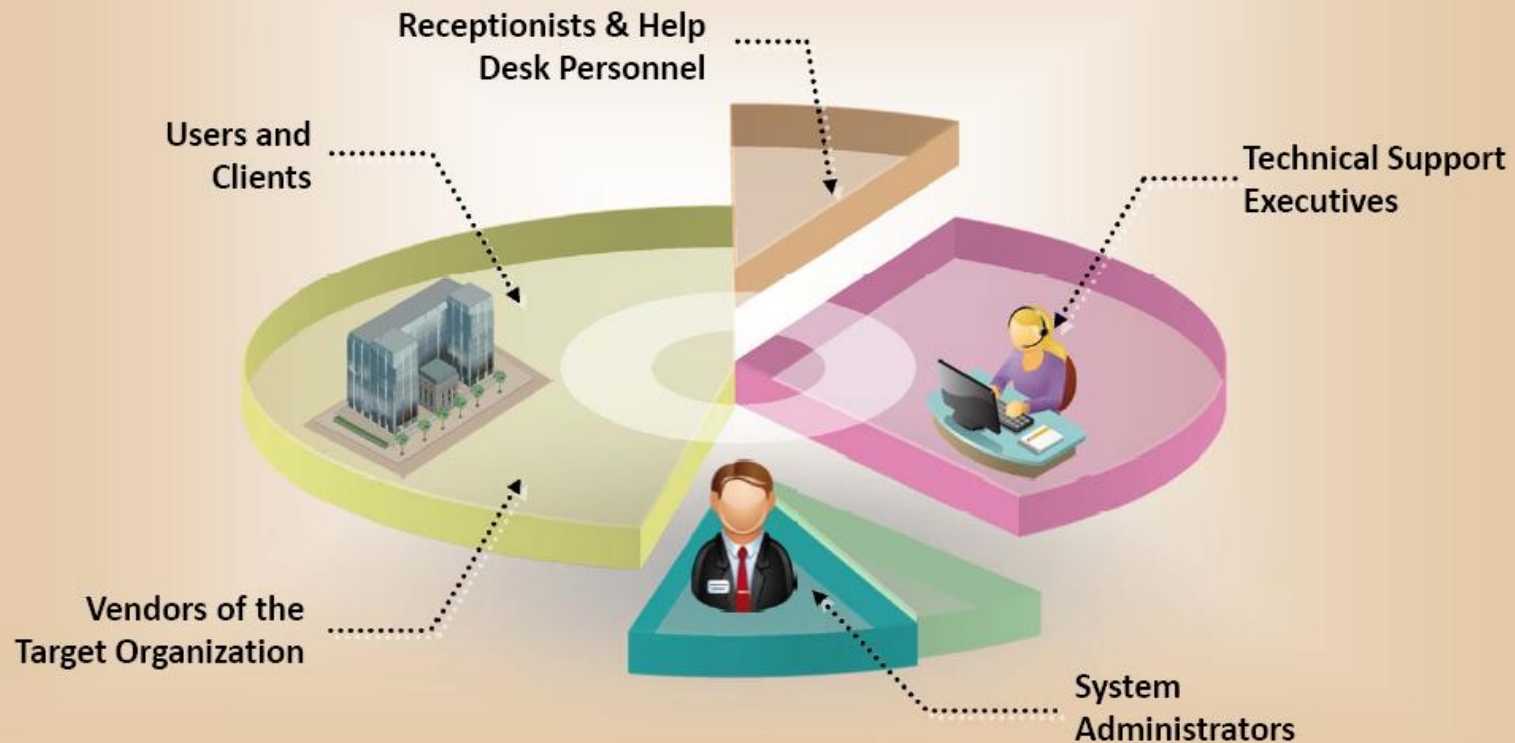 Receptionists & Help
Desk Personnel
Users and
Clients
Technical Support
Executives
Vendors of the
Target Organization
System
Administrators